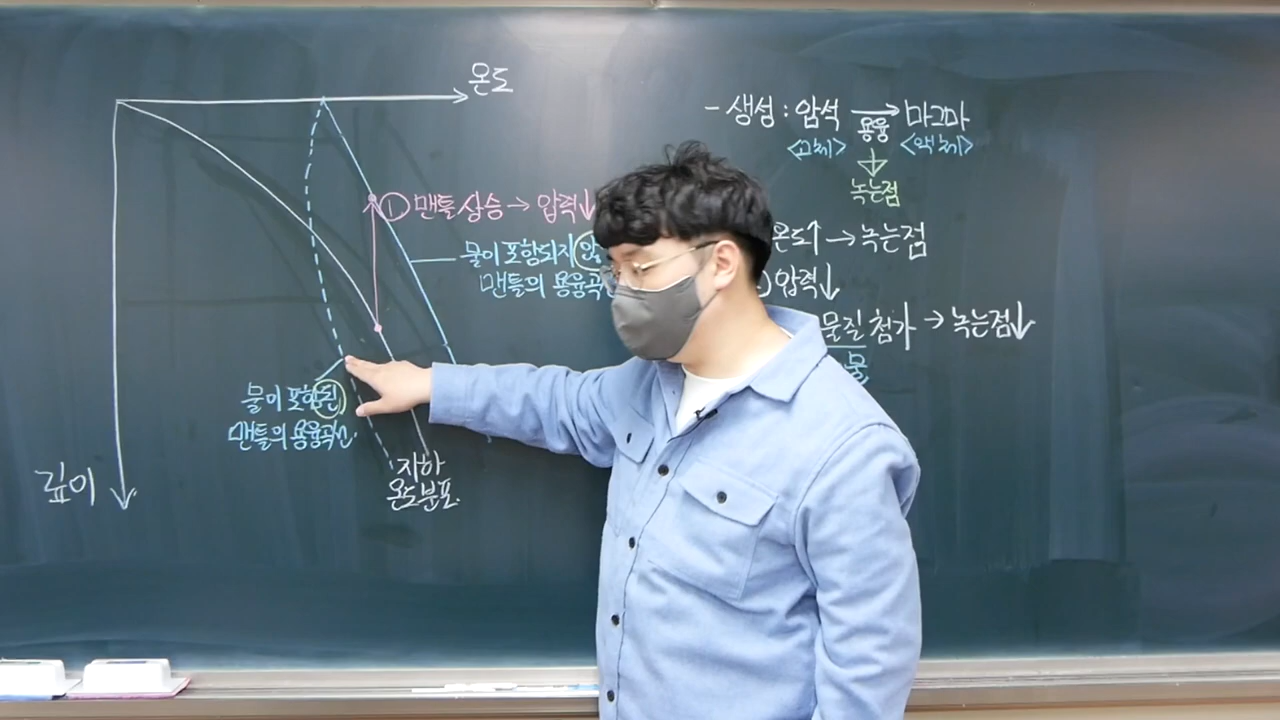 온도
① 맨틀 상승 → 압력↓
물이 포함되지 않
맨틀의 용융곡
물이 포함된
맨틀의 용융곡선
깊이
지하
온도분포
- 생성 : 암석 → 마그마
용융
<고체> <액체>
녹는점
온도↑ → 녹는점
) 압력↓
물질 첨가 → 녹는점↓
물